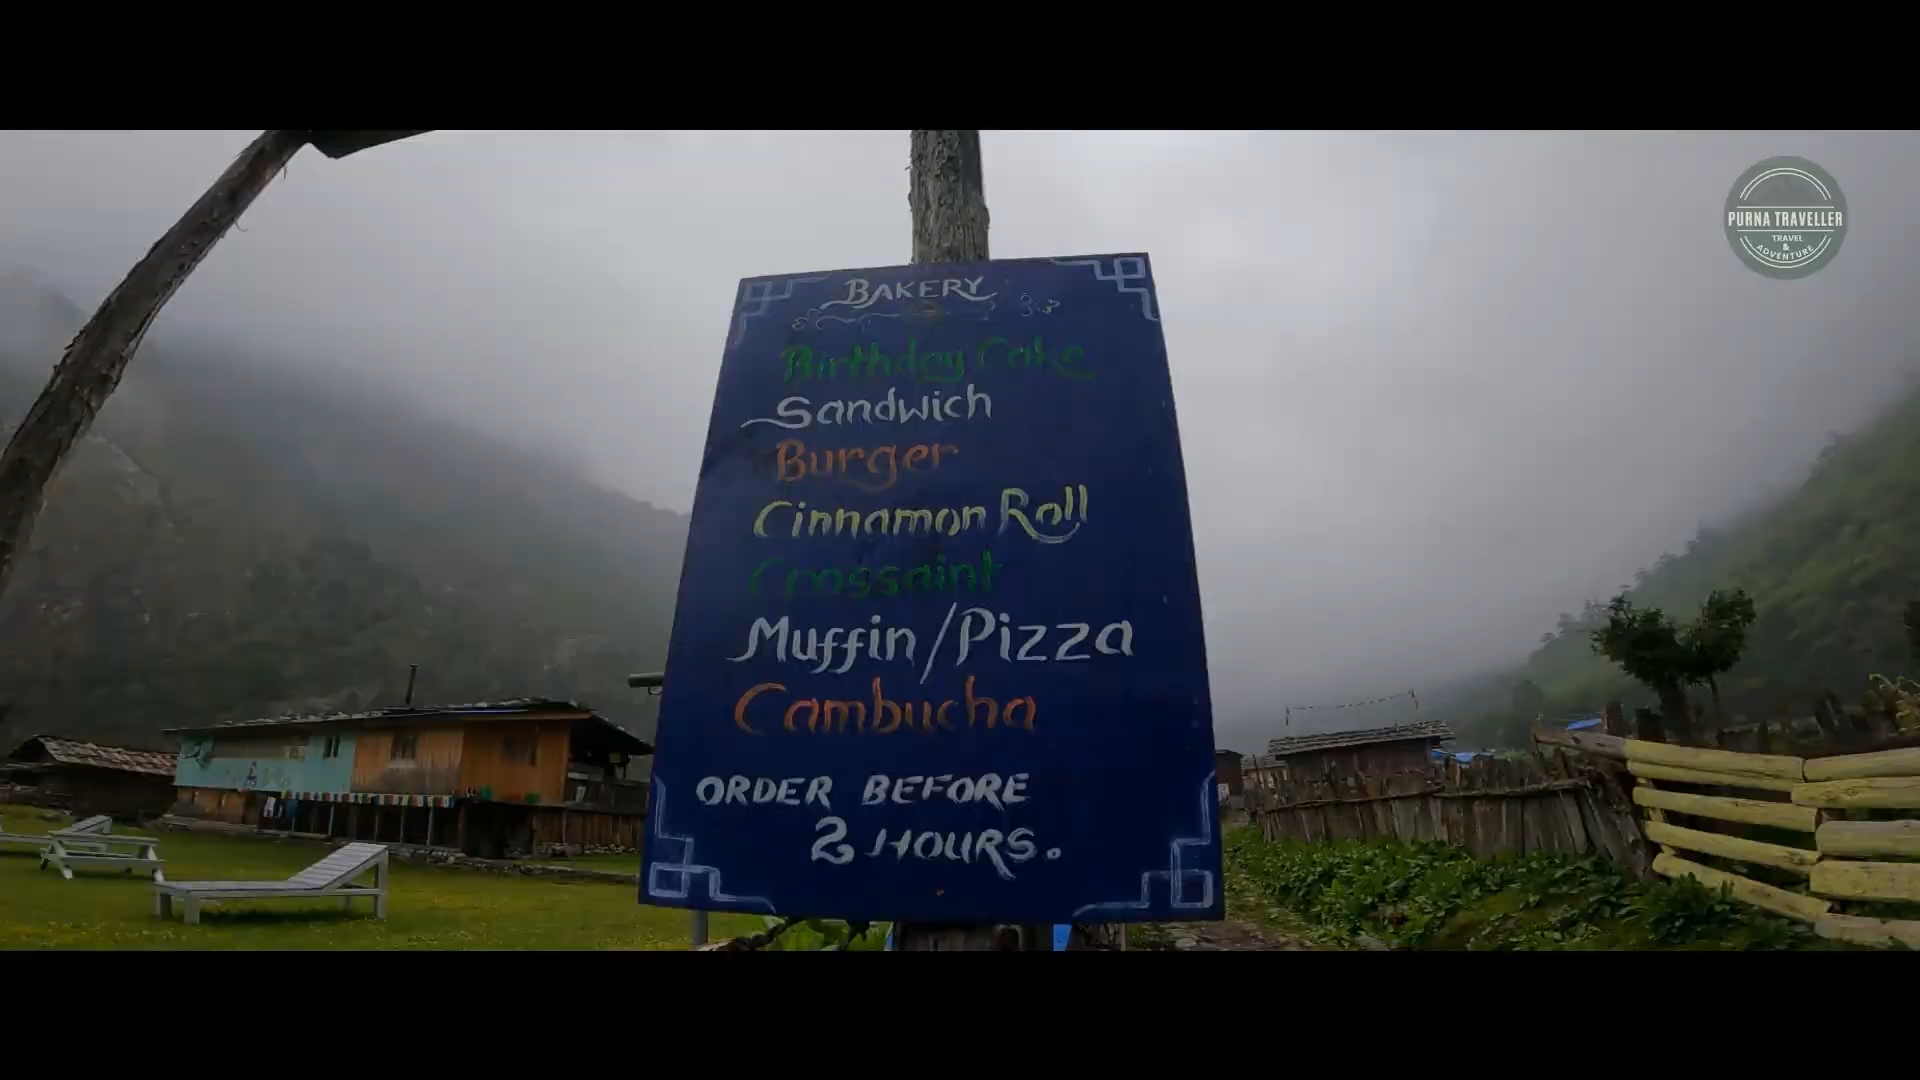 BAKERY
Birthday Cake
Sandwich
Burger
Cinnamon Roll
Crossaint
Muffin/Pizza
Cambucha
ORDER BEFORE
2 HOURS.
PURNA TRAVELLER
TRAVEL
&
ADVENTURE